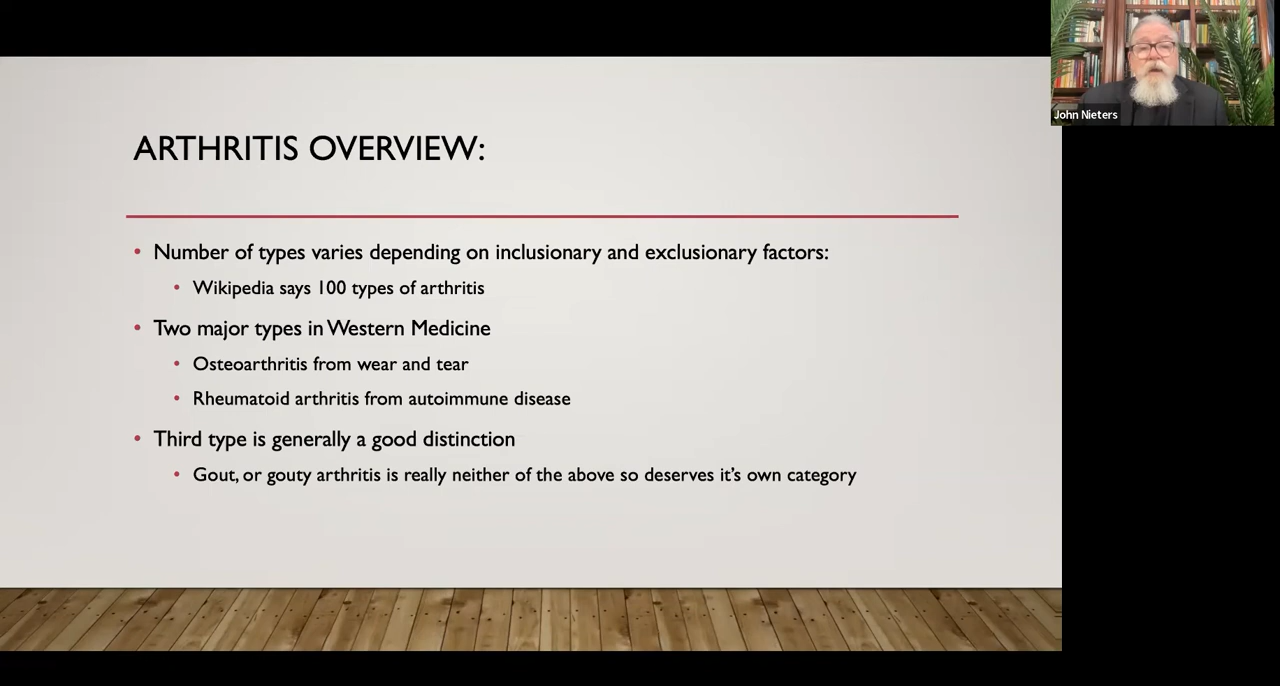 ARTHRITIS OVERVIEW:
• Number of types varies depending on inclusionary and exclusionary factors:
• Wikipedia says 100 types of arthritis
• Two major types in Western Medicine
• Osteoarthritis from wear and tear
• Rheumatoid arthritis from autoimmune disease
• Third type is generally a good distinction
• Gout, or gouty arthritis is really neither of the above so deserves it’s own category
John Nieters